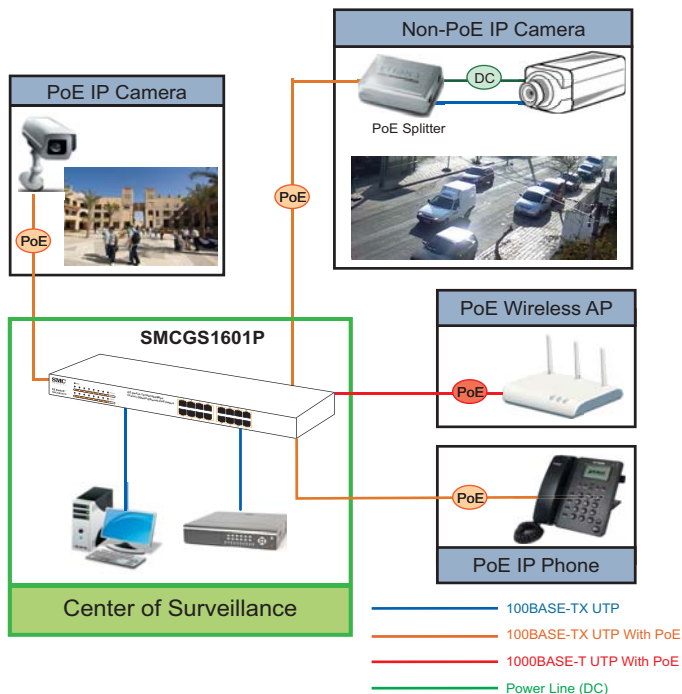 Non-PoE IP Camera
DC
PoE Splitter
PoE IP Camera
PoE
PoE
SMCGS1601P
SMC
PoE Wireless AP
PoE
PoE
PoE IP Phone
Center of Surveillance
100BASE-TX UTP
100BASE-TX UTP With PoE
1000BASE-T UTP With PoE
Power Line (DC)